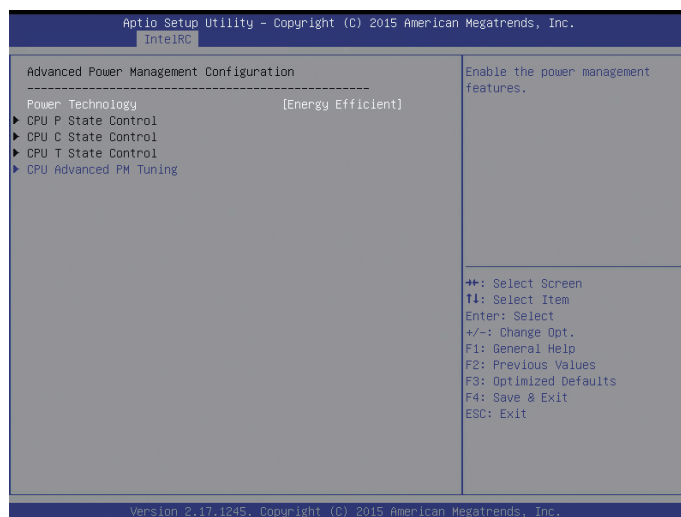 Aptio Setup Utility – Copyright (C) 2015 American Megatrends, Inc.
IntelRC
Advanced Power Management Configuration
--------------------------------------------------
Power Technology [Energy Efficient]
▶ CPU P State Control
▶ CPU C State Control
▶ CPU T State Control
▶ CPU Advanced PM Tuning
Enable the power management
features.
→←: Select Screen
↑↓: Select Item
Enter: Select
+/-: Change Opt.
F1: General Help
F2: Previous Values
F3: Optimized Defaults
F4: Save & Exit
ESC: Exit
Version 2.17.1245. Copyright (C) 2015 American Megatrends, Inc.